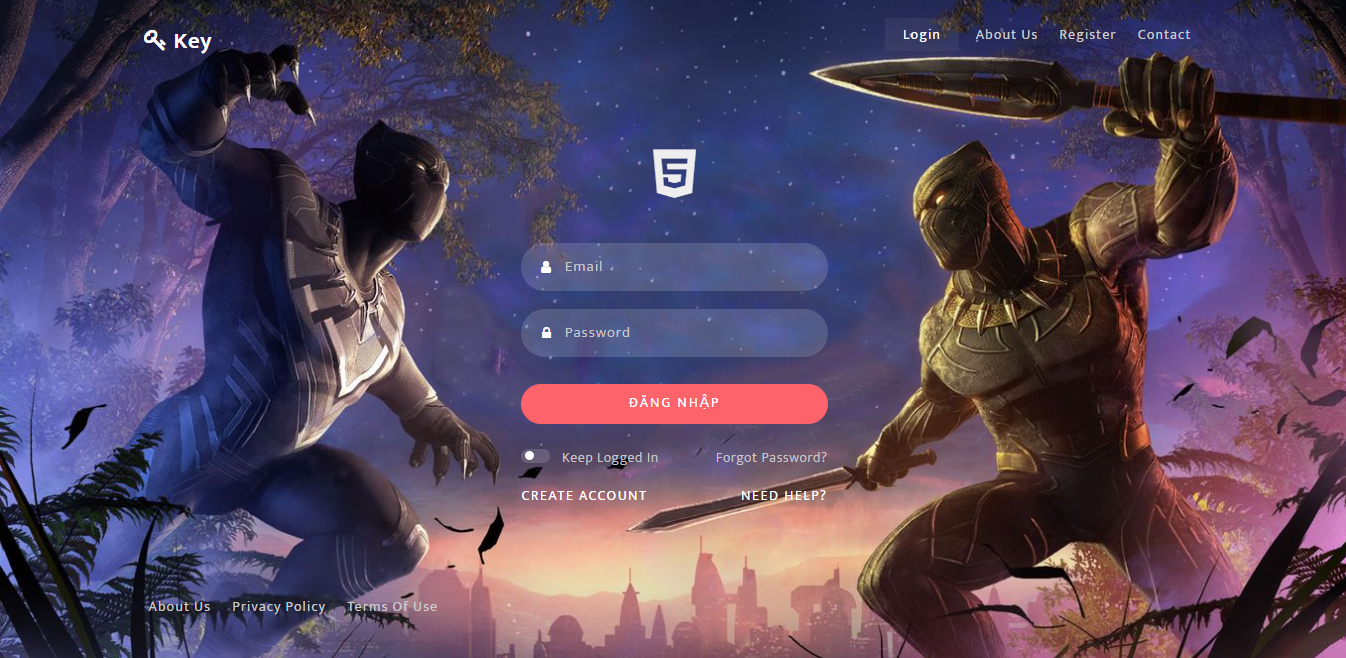 Key
Login About Us Register Contact
5
Email
Password
ĐĂNG NHẬP
Keep Logged In Forgot Password?
CREATE ACCOUNT NEED HELP?
About Us Privacy Policy Terms Of Use